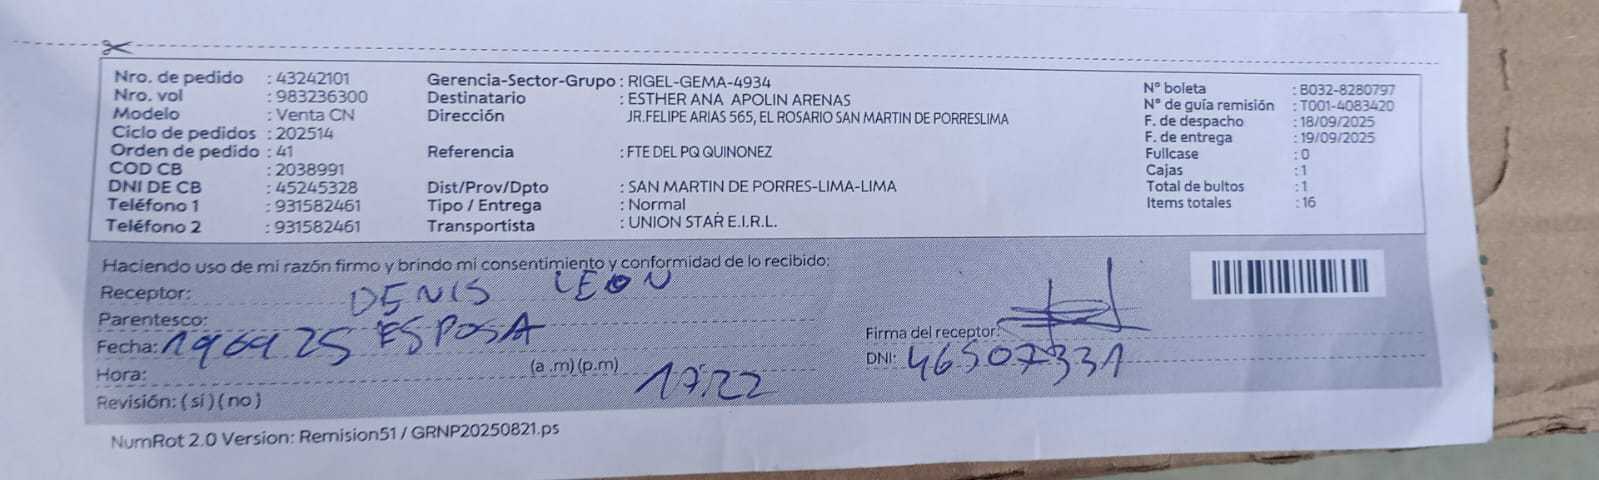 Nro. de pedido : 43242101 Gerencia-Sector-Grupo : RIGEL-GEMA-4934 N° boleta : B032-8280797
Nro. vol : 983236300 Destinatario : ESTHER ANA APOLIN ARENAS N° de guía remisión : T001-4083420
Modelo : Venta CN Dirección JR.FELIPE ARIAS 565, EL ROSARIO SAN MARTIN DE PORRESLIMA F. de despacho : 18/09/2025
Ciclo de pedidos : 202514 F. de entrega : 19/09/2025
Orden de pedido : 41 Referencia : FTE DEL PQ QUINONEZ Fullcase : 0
COD CB : 2038991 Cajas : 1
DNI DE CB : 45245328 Dist/Prov/Dpto : SAN MARTIN DE PORRES-LIMA-LIMA Total de bultos : 1
Teléfono 1 : 931582461 Tipo / Entrega : Normal Items totales : 16
Teléfono 2 : 931582461 Transportista : UNION STAR E.I.R.L.
Haciendo uso de mi razón firmo y brindo mi consentimiento y conformidad de lo recibido:
Receptor: DENIS LEON
Parentesco: ESPOSA Firma del receptor:
Fecha: 190925 DNI: 46507331
Hora: (a .m) (p.m) 17:22
Revisión: ( sí ) ( no )
NumRot 2.0 Version: Remision51 / GRNP20250821.ps